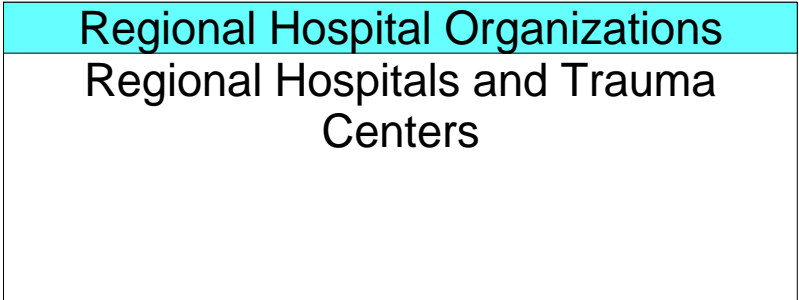 Regional Hospital Organizations
Regional Hospitals and Trauma
Centers